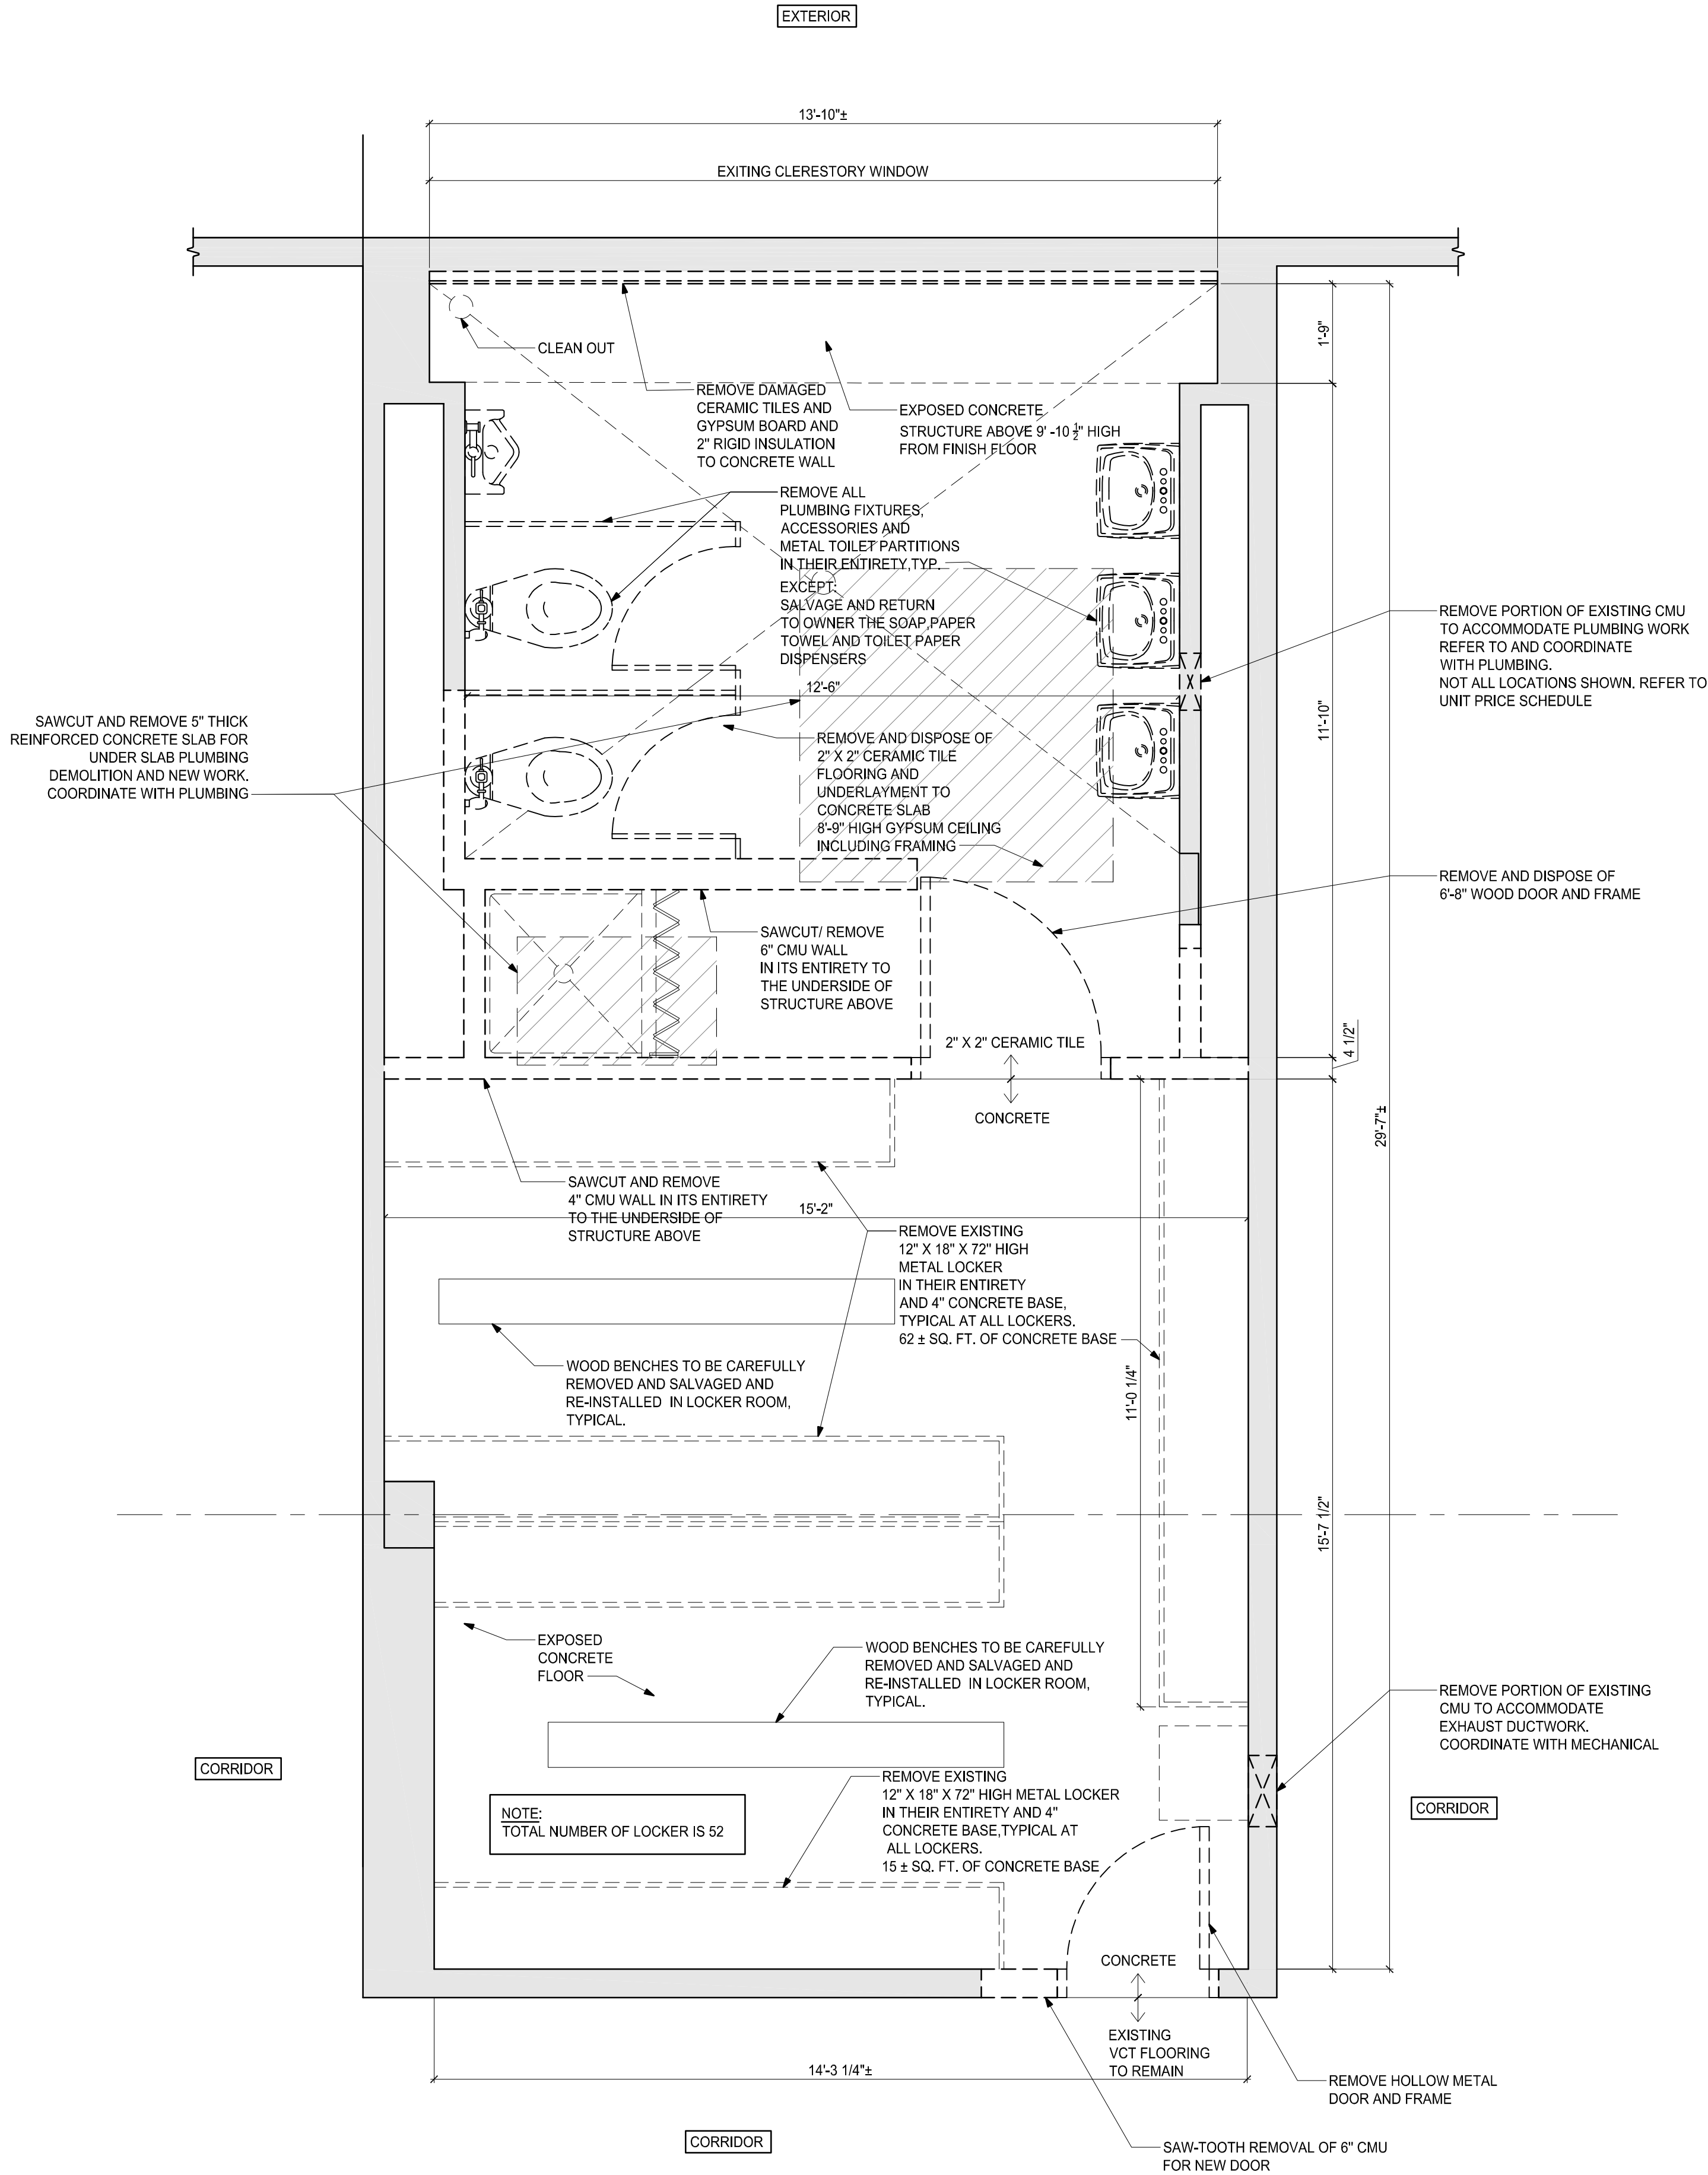 EXTERIOR
13'-10"±
EXITING CLERESTORY WINDOW
1'-9"
CLEAN OUT
REMOVE DAMAGED
CERAMIC TILES AND
GYPSUM BOARD AND
2" RIGID INSULATION
TO CONCRETE WALL
EXPOSED CONCRETE
STRUCTURE ABOVE 9' -10 1/2" HIGH
FROM FINISH FLOOR
REMOVE ALL
PLUMBING FIXTURES,
ACCESSORIES AND
METAL TOILET PARTITIONS
IN THEIR ENTIRETY,TYP.
EXCEPT:
SALVAGE AND RETURN
TO OWNER THE SOAP,PAPER
TOWEL AND TOILET PAPER
DISPENSERS
12'-6"
REMOVE PORTION OF EXISTING CMU
TO ACCOMMODATE PLUMBING WORK
REFER TO AND COORDINATE
WITH PLUMBING.
NOT ALL LOCATIONS SHOWN. REFER TO
UNIT PRICE SCHEDULE
SAWCUT AND REMOVE 5" THICK
REINFORCED CONCRETE SLAB FOR
UNDER SLAB PLUMBING
DEMOLITION AND NEW WORK.
COORDINATE WITH PLUMBING
11'-10"
REMOVE AND DISPOSE OF
2" X 2" CERAMIC TILE
FLOORING AND
UNDERLAYMENT TO
CONCRETE SLAB
8'-9" HIGH GYPSUM CEILING
INCLUDING FRAMING
REMOVE AND DISPOSE OF
6'-8" WOOD DOOR AND FRAME
SAWCUT/ REMOVE
6" CMU WALL
IN ITS ENTIRETY TO
THE UNDERSIDE OF
STRUCTURE ABOVE
2" X 2" CERAMIC TILE
CONCRETE
4 1/2"
29'-7"±
SAWCUT AND REMOVE
4" CMU WALL IN ITS ENTIRETY
TO THE UNDERSIDE OF
STRUCTURE ABOVE
15'-2"
REMOVE EXISTING
12" X 18" X 72" HIGH
METAL LOCKER
IN THEIR ENTIRETY
AND 4" CONCRETE BASE,
TYPICAL AT ALL LOCKERS.
62 ± SQ. FT. OF CONCRETE BASE
WOOD BENCHES TO BE CAREFULLY
REMOVED AND SALVAGED AND
RE-INSTALLED IN LOCKER ROOM,
TYPICAL.
11'-0 1/4"
15'-7 1/2"
EXPOSED
CONCRETE
FLOOR
WOOD BENCHES TO BE CAREFULLY
REMOVED AND SALVAGED AND
RE-INSTALLED IN LOCKER ROOM,
TYPICAL.
REMOVE PORTION OF EXISTING
CMU TO ACCOMMODATE
EXHAUST DUCTWORK.
COORDINATE WITH MECHANICAL
CORRIDOR
CORRIDOR
NOTE:
TOTAL NUMBER OF LOCKER IS 52
REMOVE EXISTING
12" X 18" X 72" HIGH METAL LOCKER
IN THEIR ENTIRETY AND 4"
CONCRETE BASE,TYPICAL AT
ALL LOCKERS.
15 ± SQ. FT. OF CONCRETE BASE
CONCRETE
EXISTING
VCT FLOORING
TO REMAIN
14'-3 1/4"±
REMOVE HOLLOW METAL
DOOR AND FRAME
CORRIDOR
SAW-TOOTH REMOVAL OF 6" CMU
FOR NEW DOOR